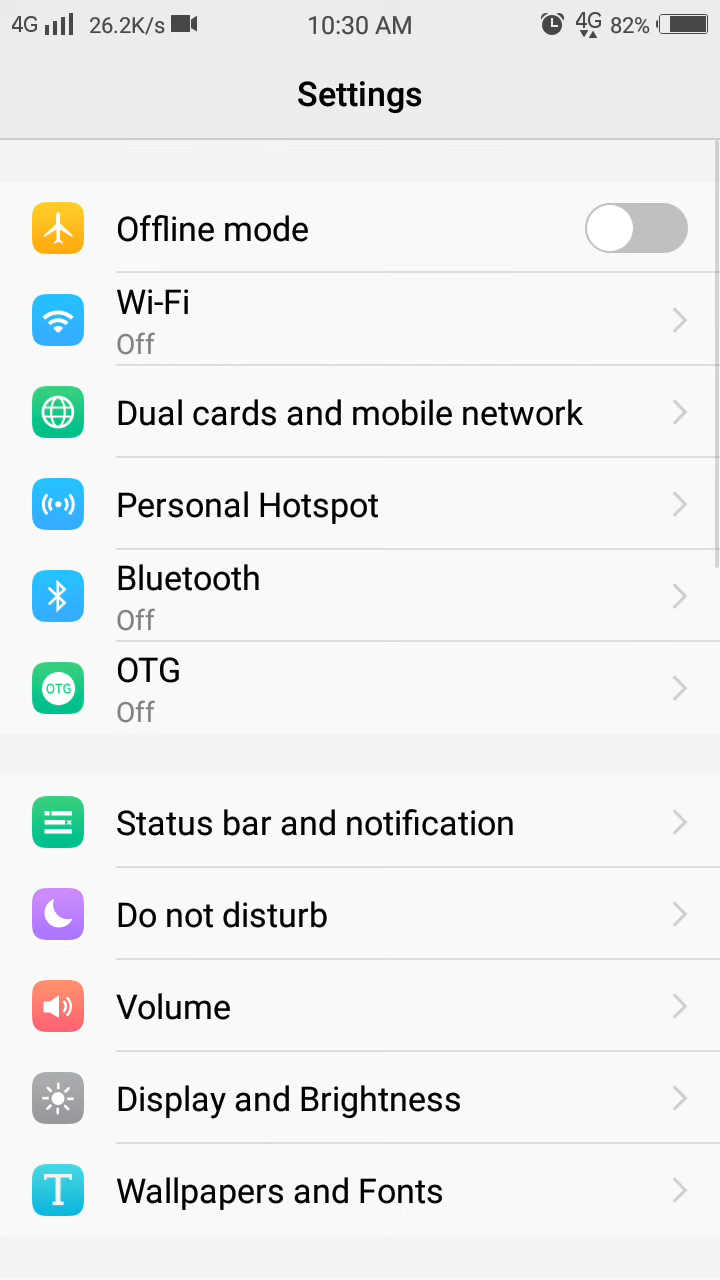 4G 26.2K/s 10:30 AM 4G 82%
Settings
Offline mode
Wi-Fi
Off
Dual cards and mobile network
Personal Hotspot
Bluetooth
Off
OTG
OTG
Off
Status bar and notification
Do not disturb
Volume
Display and Brightness
T
Wallpapers and Fonts